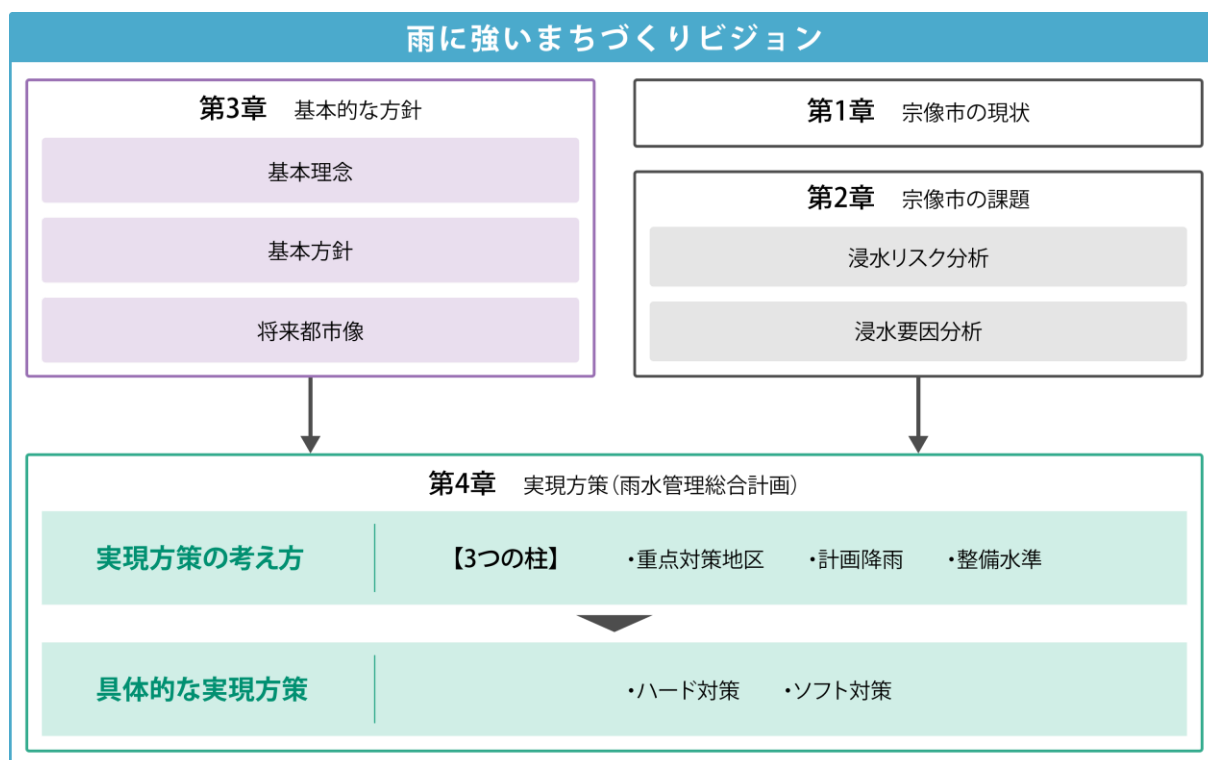 雨に強いまちづくりビジョン
第3章 基本的な方針
基本理念
基本方針
将来都市像
第1章 宗像市の現状
第2章 宗像市の課題
浸水リスク分析
浸水要因分析
第4章 実現方策(雨水管理総合計画)
実現方策の考え方 【3つの柱】 ・重点対策地区 ・計画降雨 ・整備水準
具体的な実現方策 ・ハード対策 ・ソフト対策